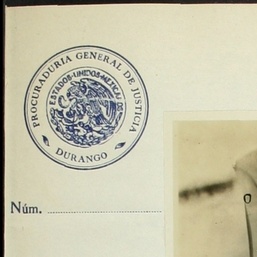 PROCURADURIA GENERAL DE JUSTICIA
ESTADOS·UNIDOS·MEXICANOS
DURANGO
Núm.